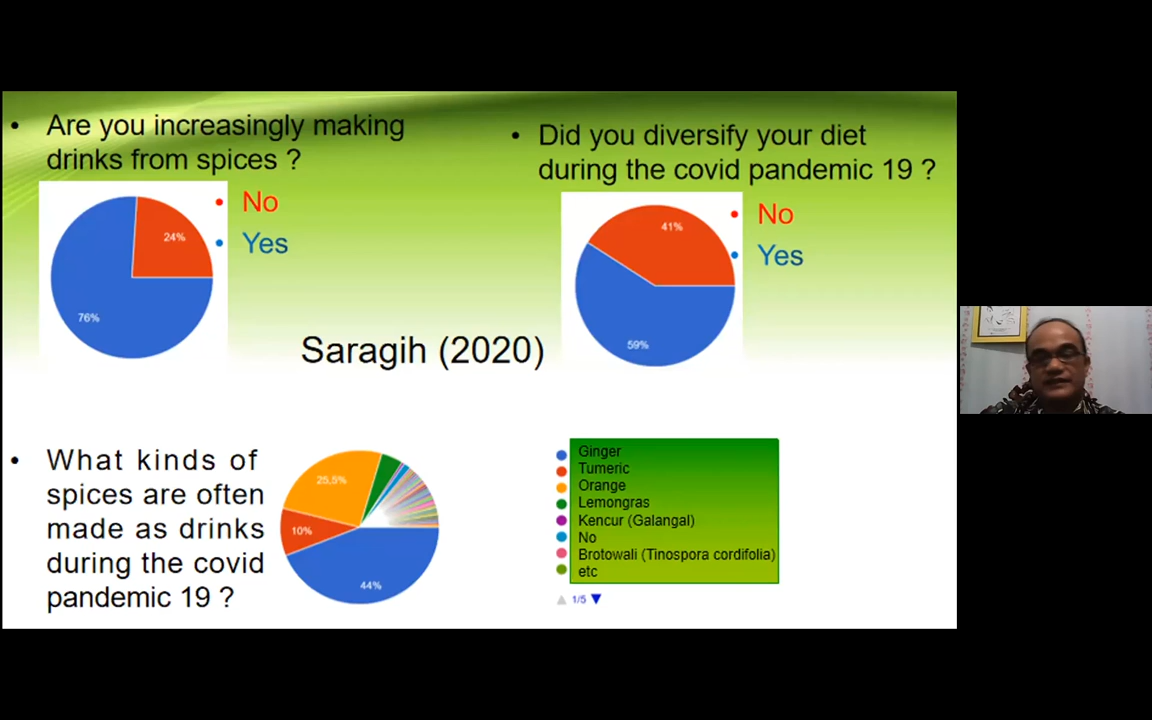 • Are you increasingly making
drinks from spices ?
• No
• Yes
24%
76%
• Did you diversify your diet
during the covid pandemic 19 ?
• No
• Yes
41%
59%
Saragih (2020)
• What kinds of
spices are often
made as drinks
during the covid
pandemic 19 ?
25,5%
10%
44%
Ginger
Tumeric
Orange
Lemongras
Kencur (Galangal)
No
Brotowali (Tinospora cordifolia)
etc
1/5